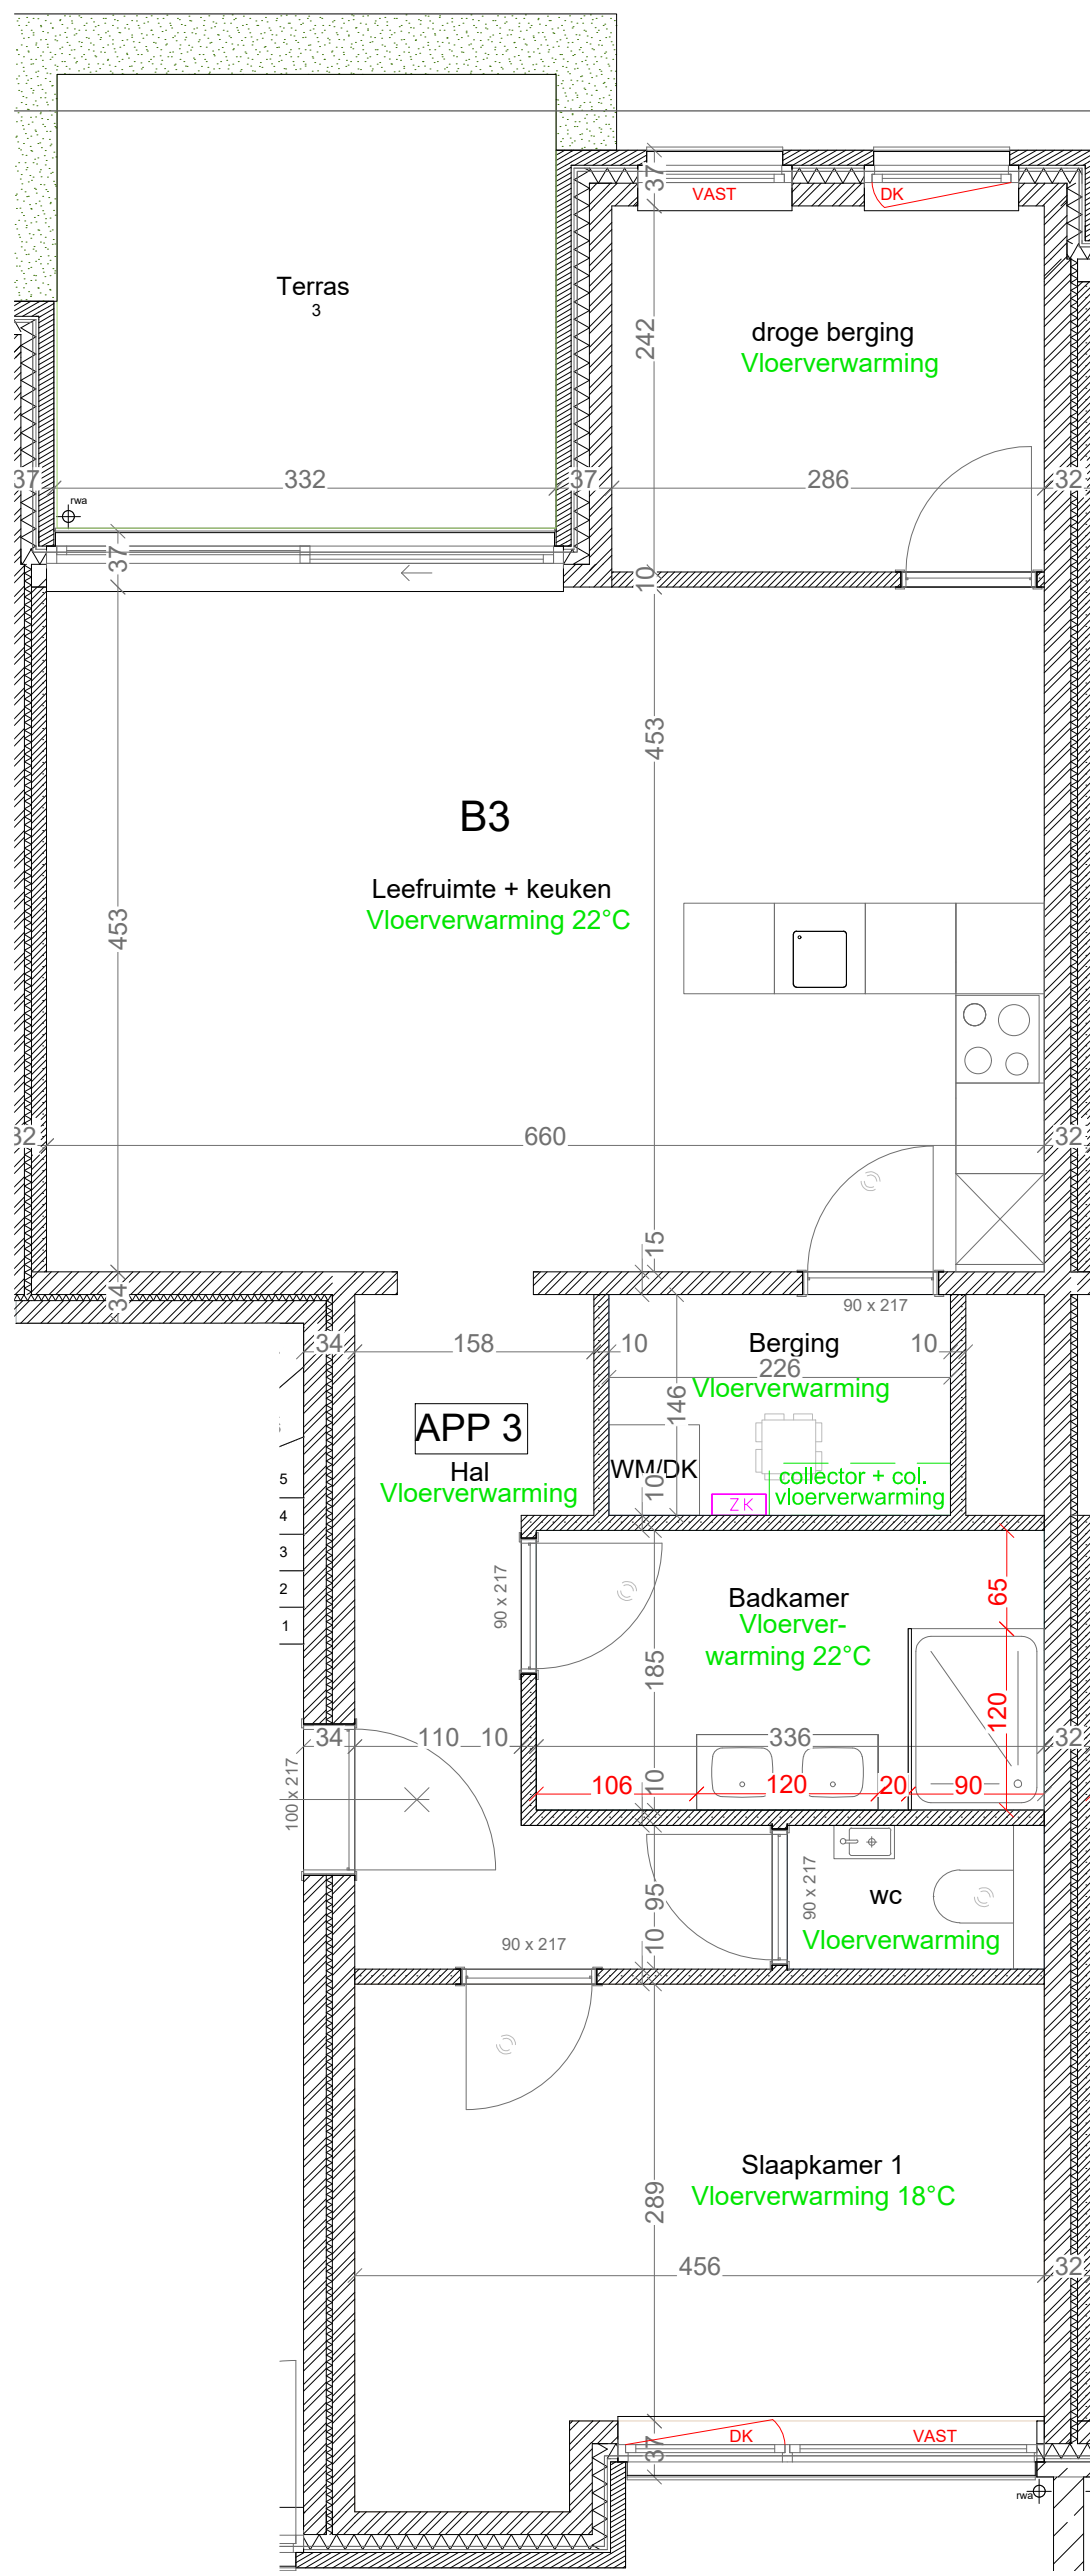 37
VAST
DK
Terras
3
242
droge berging
Vloerverwarming
37
332
37
286
32
rwa
37
10
453
B3
Leefruimte + keuken
Vloerverwarming 22°C
453
32
660
32
15
34
90 x 217
34
158
10
Berging
10
226
Vloerverwarming
146
APP 3
Hal
Vloerverwarming
WM/DK
10
ZK
collector + col.
vloerverwarming
5
4
3
2
1
90 x 217
Badkamer
Vloerver-
warming 22°C
65
185
120
34
110
10
336
32
100 x 217
10
106
120
20
90
95
90 x 217
wc
Vloerverwarming
90 x 217
10
Slaapkamer 1
Vloerverwarming 18°C
289
456
32
DK
VAST
37
rwa